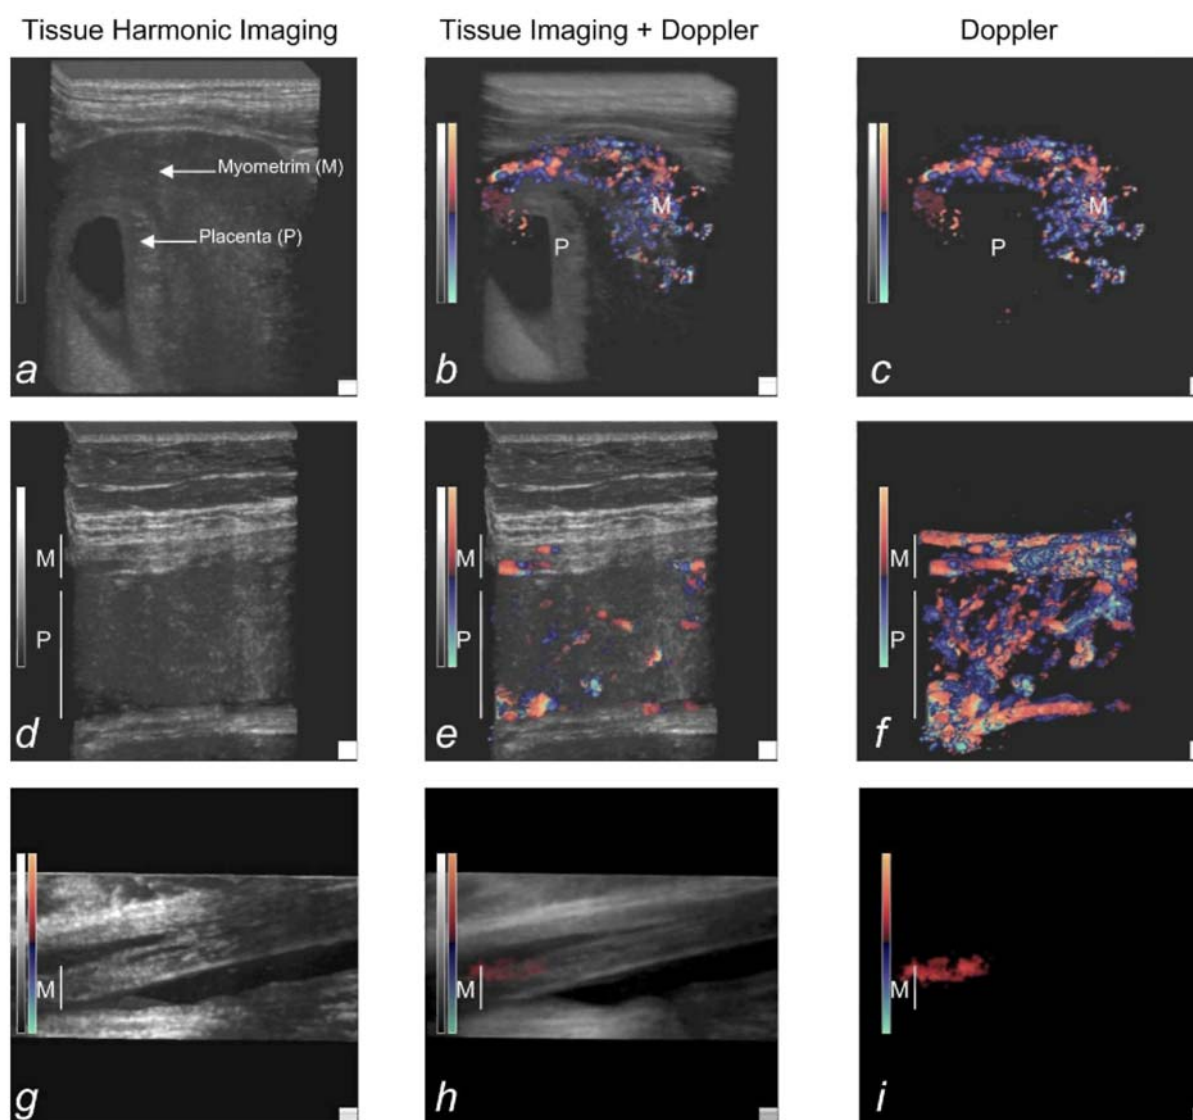 Tissue Harmonic Imaging
Tissue Imaging + Doppler
Doppler
Myometrim (M)
Placenta (P)
a
M
P
b
M
P
c
M
P
d
M
P
e
M
P
f
M
g
M
h
M
i